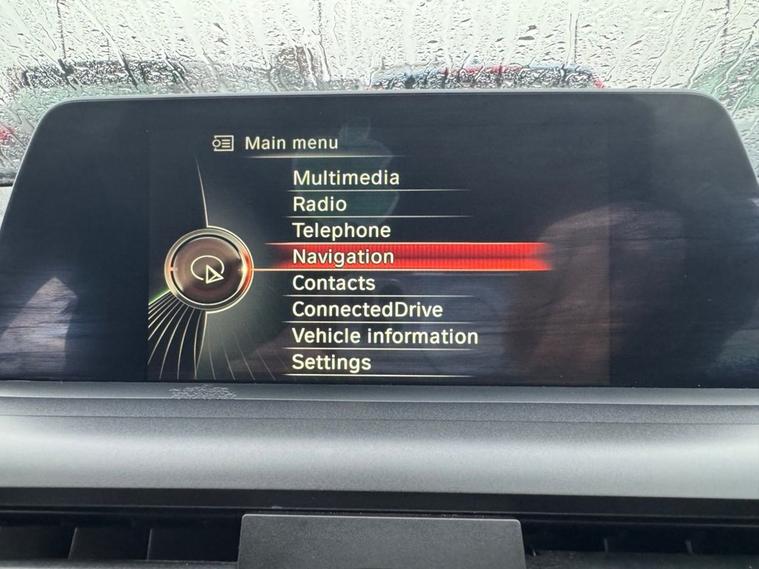 Main menu
Multimedia
Radio
Telephone
Navigation
Contacts
ConnectedDrive
Vehicle information
Settings